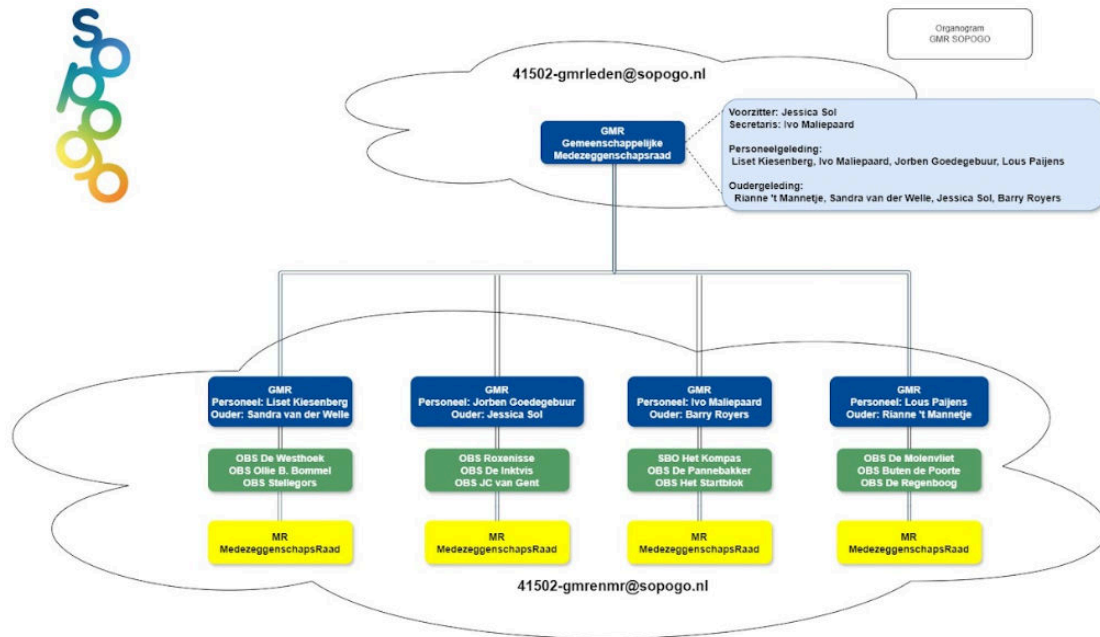 sopogo
Organogram
GMR SOPOGO
41502-gmrleden@sopogo.nl
GMR
Gemeenschappelijke
Medezeggenschapsraad
Voorzitter: Jessica Sol
Secretaris: Ivo Maliepaard
Personeelgeleding:
Liset Kiesenberg, Ivo Maliepaard, Jorben Goedegebuur, Lous Paijens
Oudergeleding:
Rianne 't Mannetje, Sandra van der Welle, Jessica Sol, Barry Royers
GMR
Personeel: Liset Kiesenberg
Ouder: Sandra van der Welle
OBS De Westhoek
OBS Ollie B. Bommel
OBS Stellegors
MR
MedezeggenschapsRaad
GMR
Personeel: Jorben Goedegebuur
Ouder: Jessica Sol
OBS Roxenisse
OBS De Inktvis
OBS JC van Gent
MR
MedezeggenschapsRaad
GMR
Personeel: Ivo Maliepaard
Ouder: Barry Royers
SBO Het Kompas
OBS De Pannebakker
OBS Het Startblok
MR
MedezeggenschapsRaad
GMR
Personeel: Lous Paijens
Ouder: Rianne 't Mannetje
OBS De Molenvliet
OBS Buten de Poorte
OBS De Regenboog
MR
MedezeggenschapsRaad
41502-gmrenmr@sopogo.nl